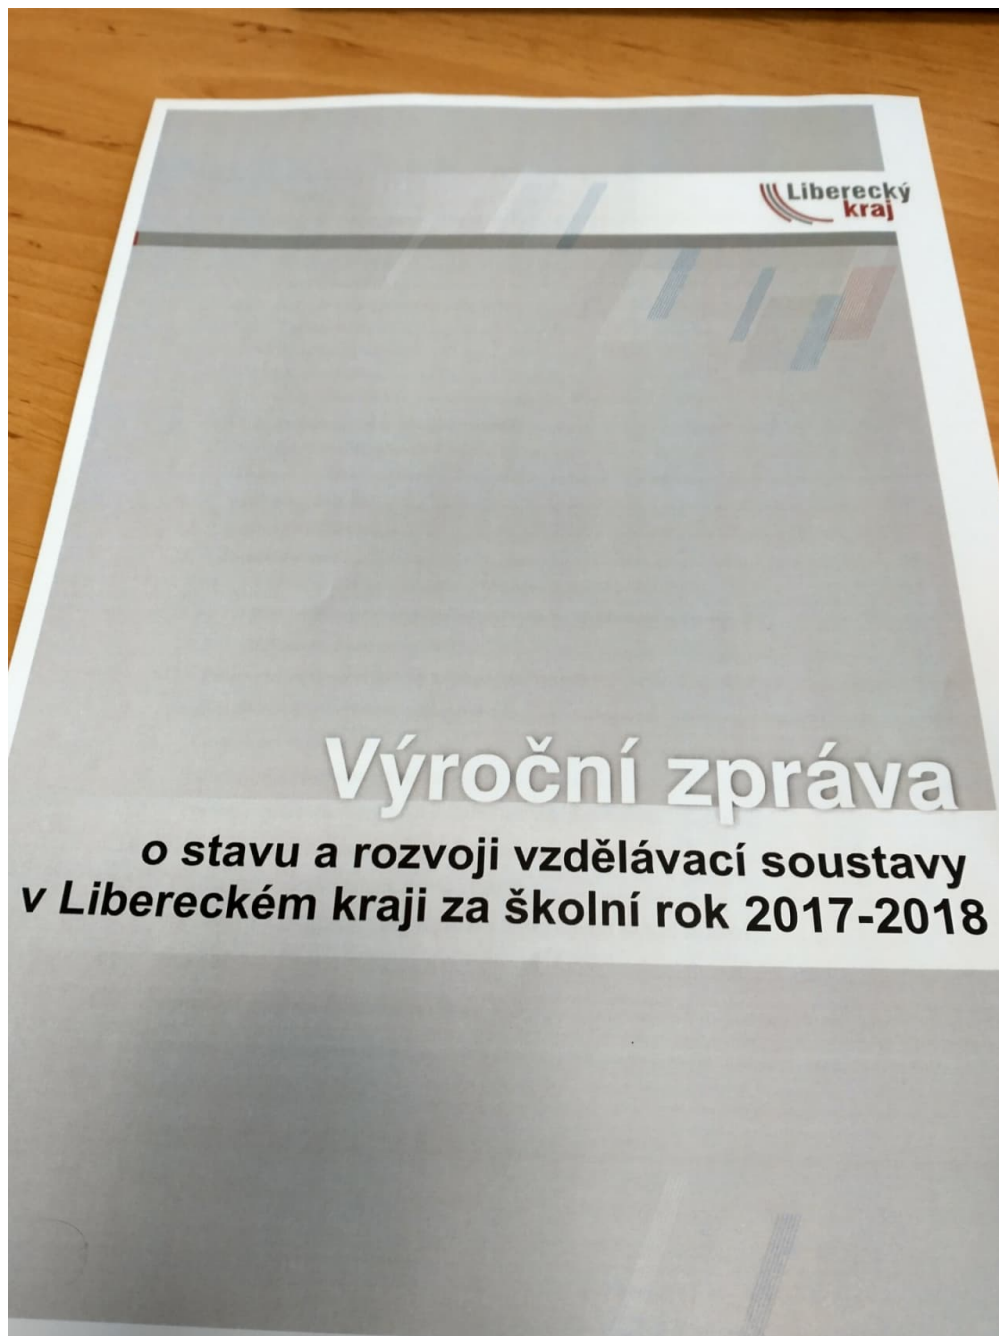 Liberecký
kraj
Výroční zpráva
o stavu a rozvoji vzdělávací soustavy
v Libereckém kraji za školní rok 2017-2018